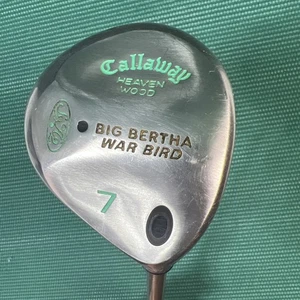 Callaway
HEAVEN
WOOD
BIG BERTHA
WAR BIRD
7